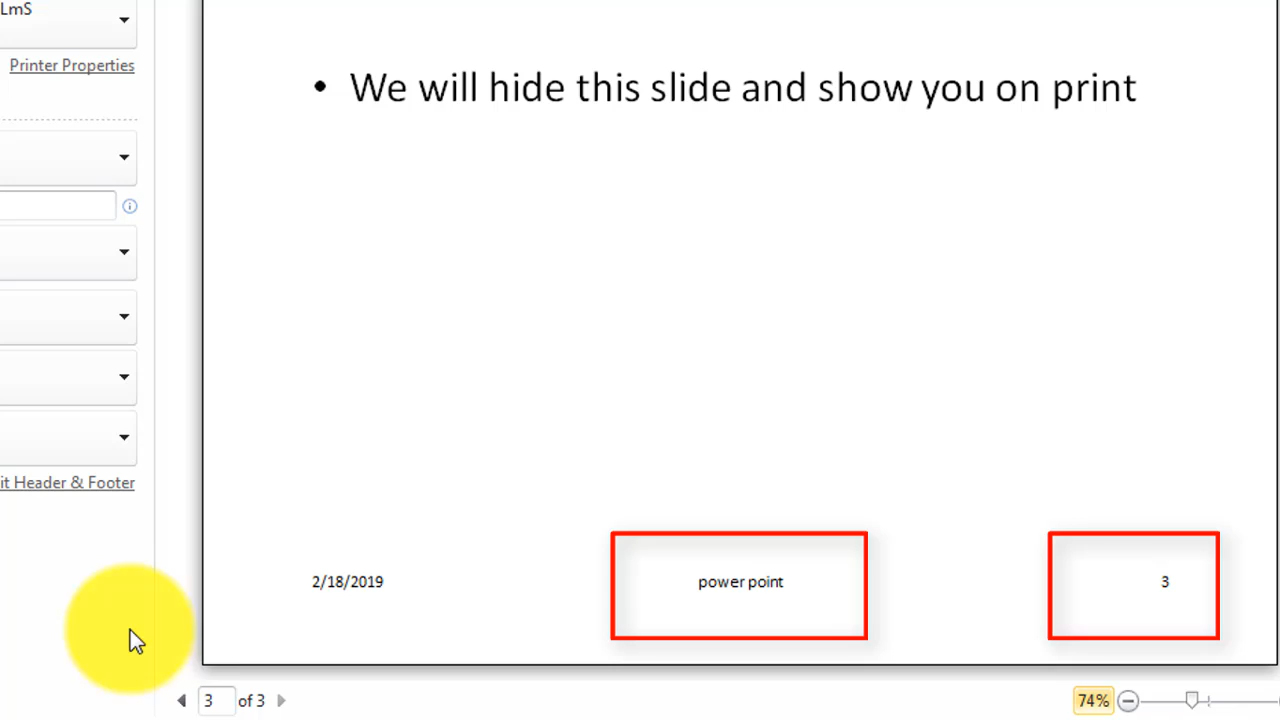 LmS
Printer Properties
• We will hide this slide and show you on print
it Header & Footer
2/18/2019 power point 3
3 of 3 74%